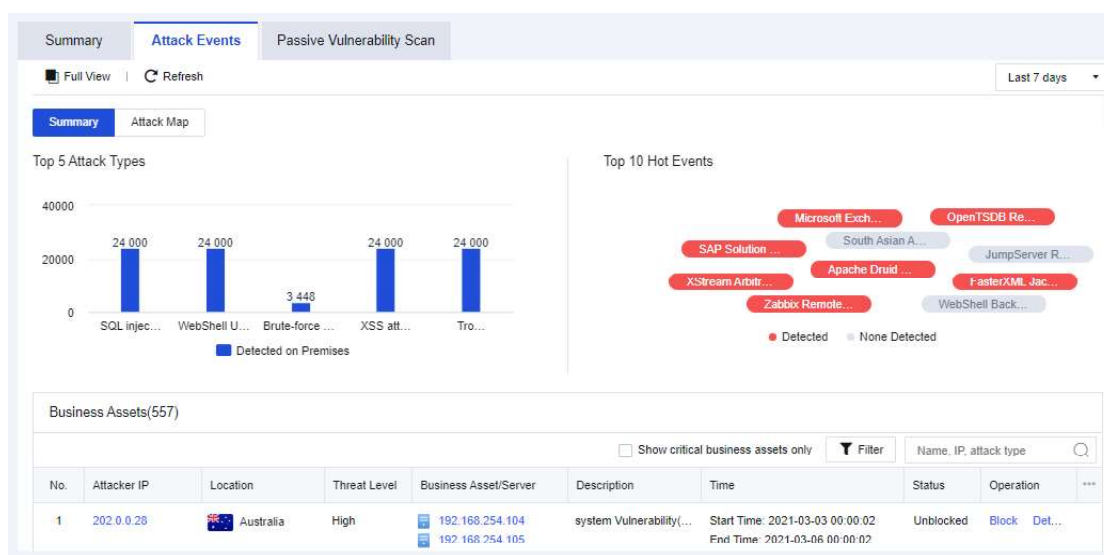 Summary
Attack Events
Passive Vulnerability Scan
Full View
Refresh
Last 7 days
Summary
Attack Map
Top 5 Attack Types
40000
20000
0
24 000
24 000
3 448
24 000
24 000
SQL injec...
WebShell U...
Brute-force ...
XSS att...
Tro...
Detected on Premises
Top 10 Hot Events
Microsoft Exch...
OpenTSDB Re...
South Asian A...
SAP Solution ...
JumpServer R...
Apache Druid ...
XStream Arbitr...
FasterXML Jac...
Zabbix Remote...
WebShell Back...
Detected
None Detected
Business Assets(557)
Show critical business assets only
Filter
Name, IP, attack type
No.
Attacker IP
Location
Threat Level
Business Asset/Server
Description
Time
Status
Operation
1
202.0.0.28
Australia
High
192.168.254.104
192.168.254.105
system Vulnerability(...
Start Time: 2021-03-03 00:00:02
End Time: 2021-03-06 00:00:02
Unblocked
Block
Det...